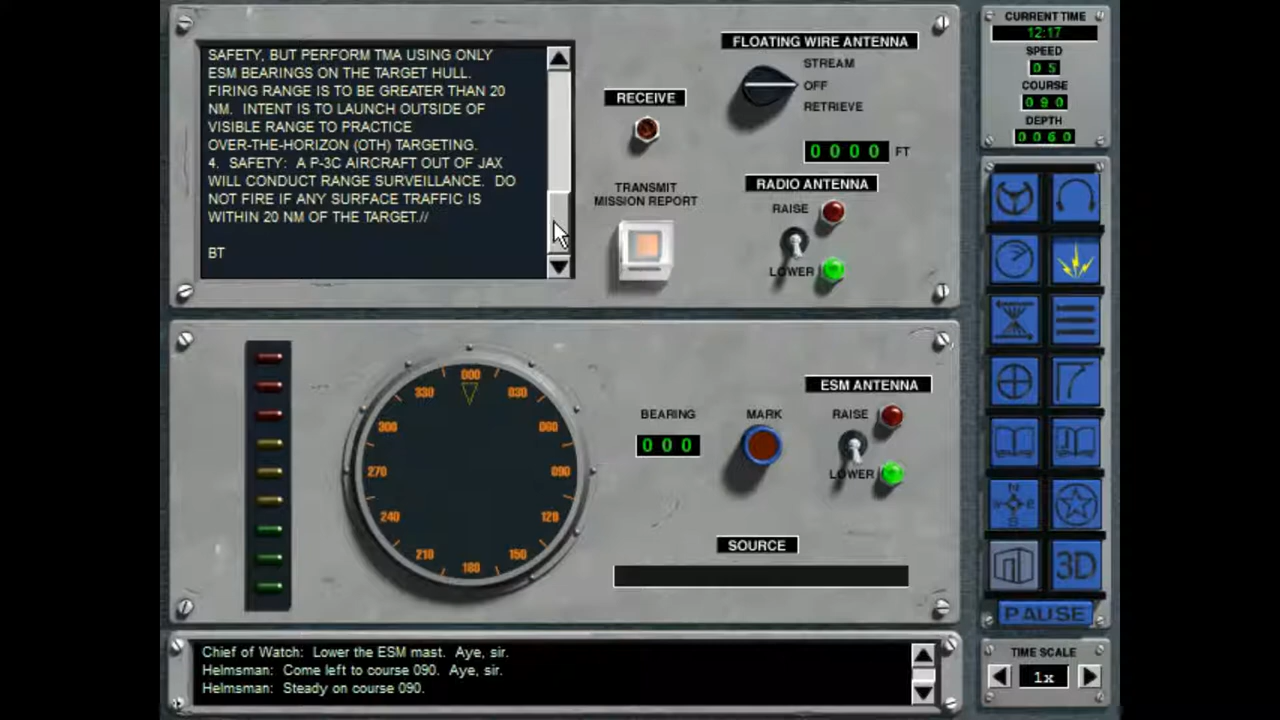 SAFETY, BUT PERFORM TMA USING ONLY
ESM BEARINGS ON THE TARGET HULL.
FIRING RANGE IS TO BE GREATER THAN 20
NM.  INTENT IS TO LAUNCH OUTSIDE OF
VISIBLE RANGE TO PRACTICE
OVER-THE-HORIZON (OTH) TARGETING.
4.  SAFETY:  A P-3C AIRCRAFT OUT OF JAX
WILL CONDUCT RANGE SURVEILLANCE.  DO
NOT FIRE IF ANY SURFACE TRAFFIC IS
WITHIN 20 NM OF THE TARGET.//
BT
RECEIVE
TRANSMIT
MISSION REPORT
FLOATING WIRE ANTENNA
STREAM
OFF
RETRIEVE
0000 FT
RADIO ANTENNA
RAISE
LOWER
CURRENT TIME
12:17
SPEED
05
COURSE
090
DEPTH
0060
000
030
060
090
120
150
180
210
240
270
300
330
BEARING
000
MARK
ESM ANTENNA
RAISE
LOWER
SOURCE
N
W E
S
3D
PAUSE
TIME SCALE
1x
Chief of Watch:  Lower the ESM mast.  Aye, sir.
Helmsman:  Come left to course 090.  Aye, sir.
Helmsman:  Steady on course 090.